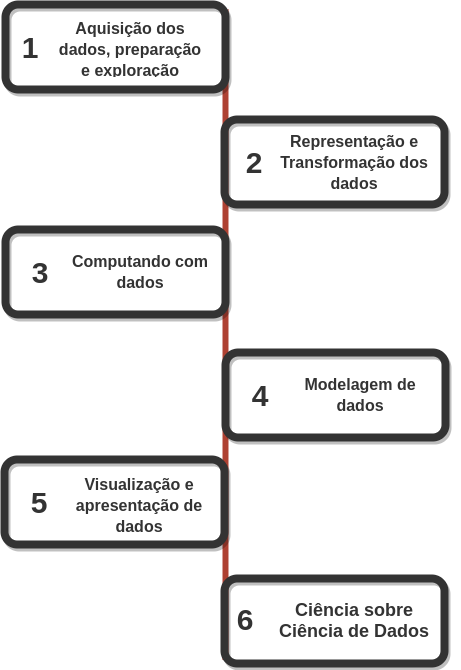 1
Aquisição dos
dados, preparação
e exploração
2
Representação e
Transformação dos
dados
3
Computando com
dados
4
Modelagem de
dados
5
Visualização e
apresentação de
dados
6
Ciência sobre
Ciência de Dados